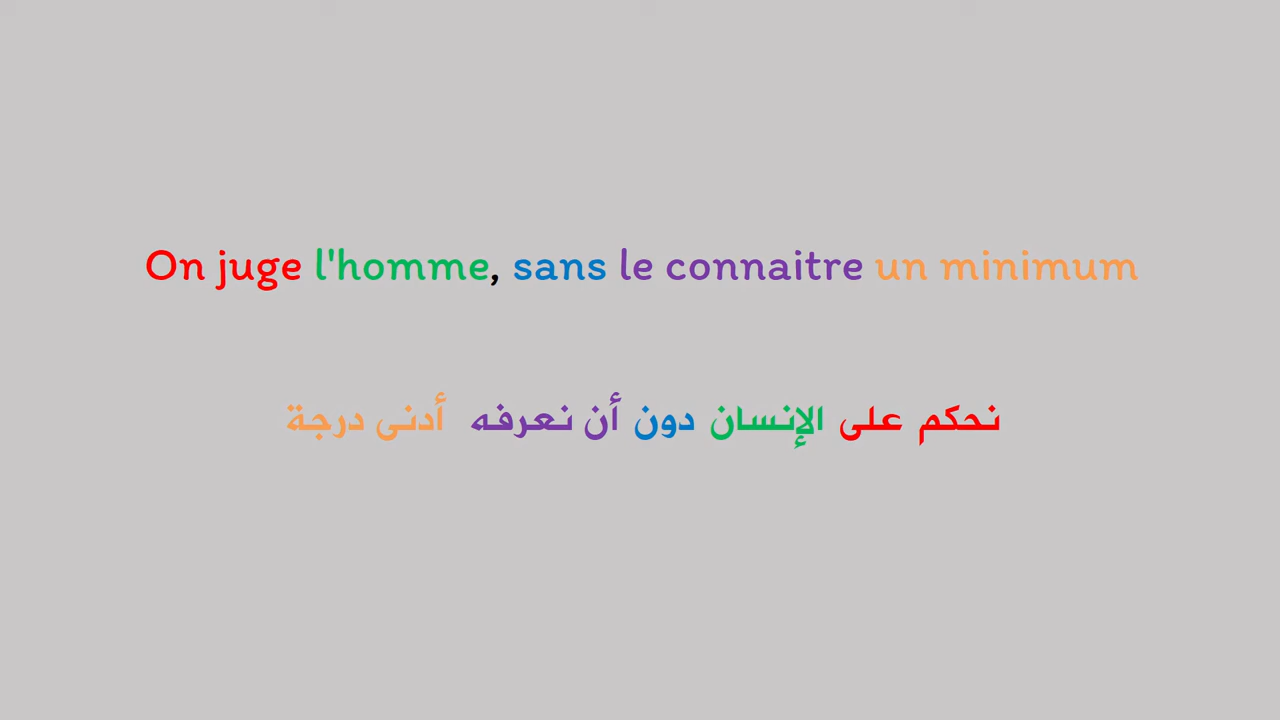 On juge l'homme, sans le connaitre un minimum
نحكم على الإنسان دون أن نعرفه أدنى درجة